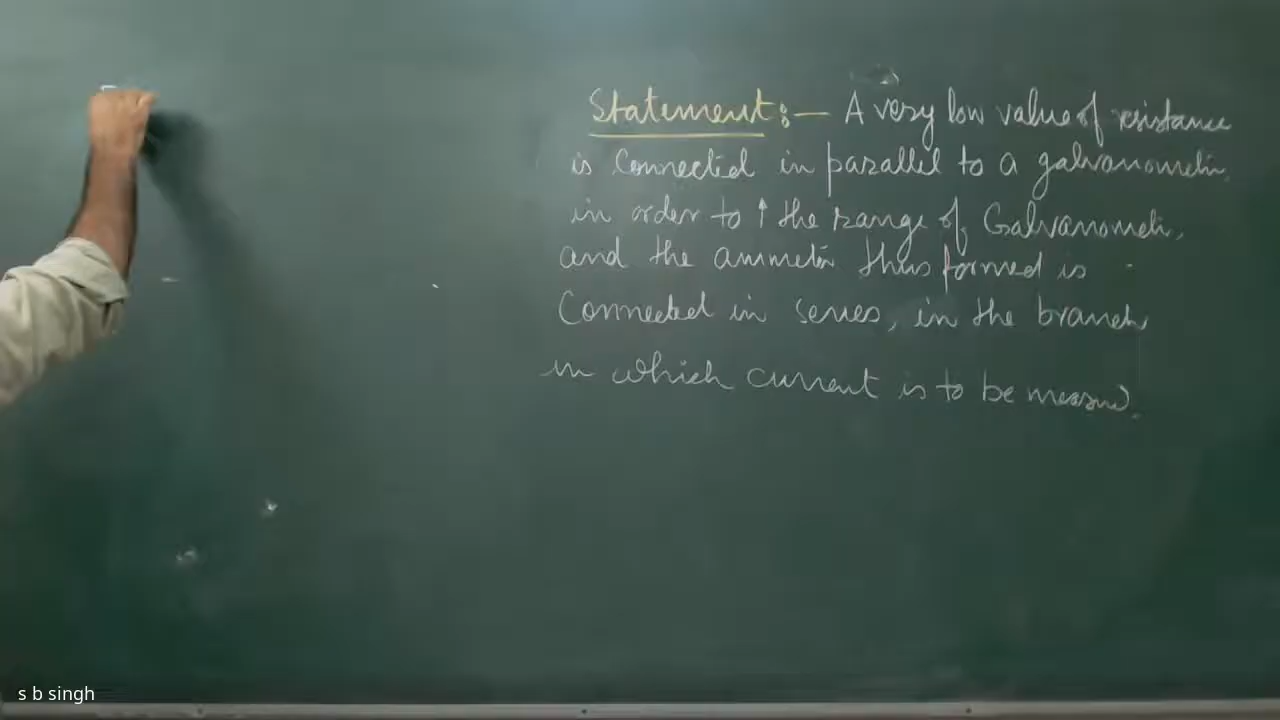 Statement:— A very low value of resistance
is Connected in parallel to a galvanometer
in order to ↑ the range of Galvanometer,
and the ammeter thus formed is
Connected in series, in the branch,
in which current is to be measured.
s b singh